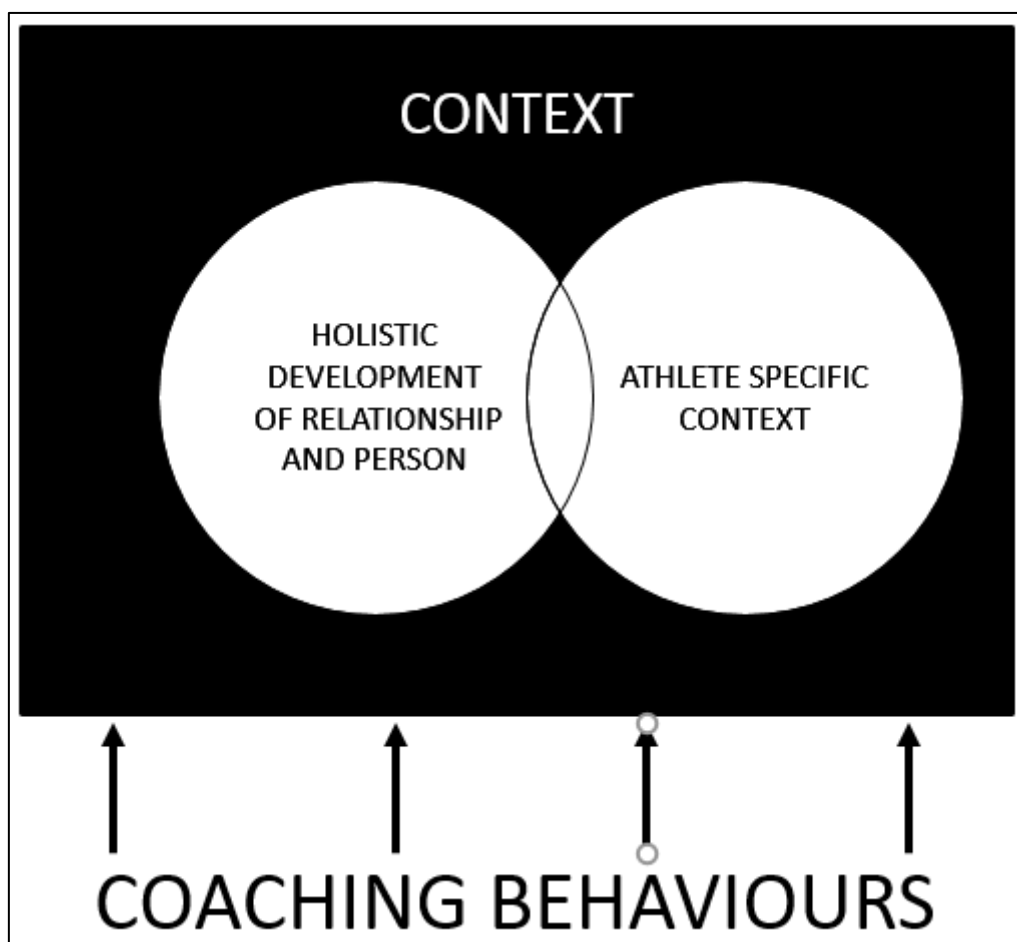 CONTEXT
HOLISTIC
DEVELOPMENT
OF RELATIONSHIP
AND PERSON
ATHLETE SPECIFIC
CONTEXT
COACHING BEHAVIOURS